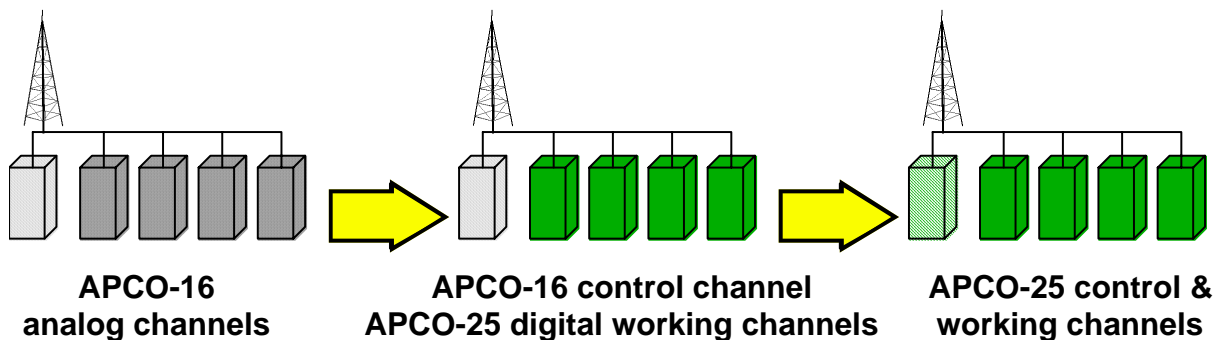 APCO-16
analog channels
APCO-16 control channel
APCO-25 digital working channels
APCO-25 control &
working channels